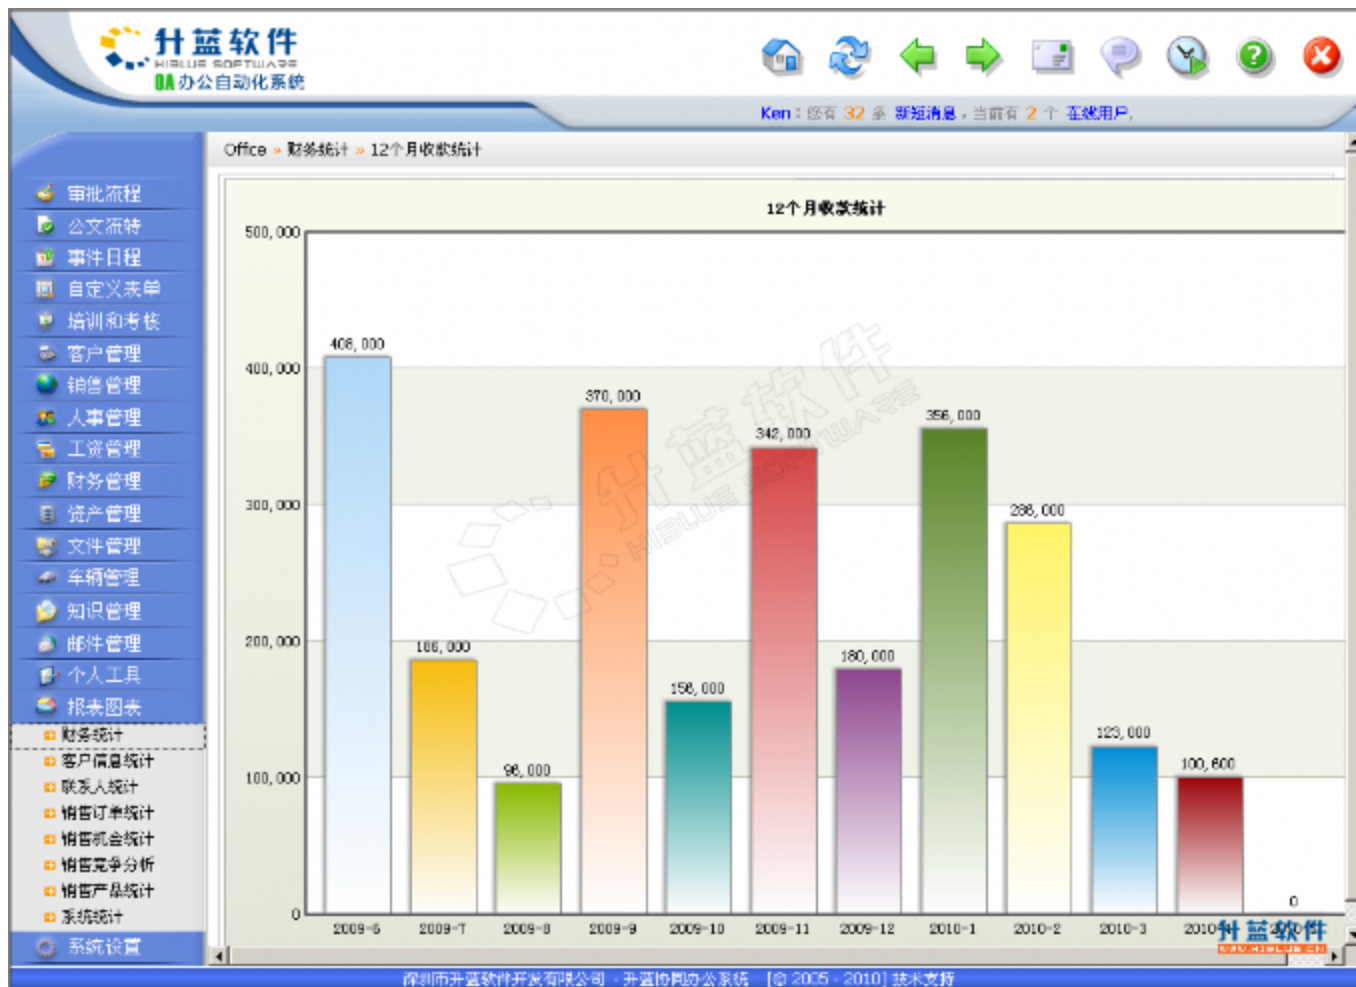 升蓝软件
HIBLUE SOFTWARE
OA办公自动化系统
Ken：您有 32 条 新短消息，当前有 2 个 在线用户.
Office » 财务统计 » 12个月收款统计
审批流程
公文流转
事件日程
自定义表单
培训和考核
客户管理
销售管理
人事管理
工资管理
财务管理
资产管理
文件管理
车辆管理
知识管理
邮件管理
个人工具
报表图表
财务统计
客户信息统计
联系人统计
销售订单统计
销售机会统计
销售竞争分析
销售产品统计
系统统计
系统设置
12个月收款统计
500,000
400,000
300,000
200,000
100,000
0
408,000
186,000
96,000
370,000
156,000
342,000
180,000
356,000
286,000
123,000
100,600
0
2009-6
2009-7
2009-8
2009-9
2009-10
2009-11
2009-12
2010-1
2010-2
2010-3
升蓝软件
HIBLUE SOFTWARE
升蓝软件
WWW.HIBLUE.CN
深圳市升蓝软件开发有限公司 - 升蓝协同办公系统 [© 2005 - 2010] 技术支持